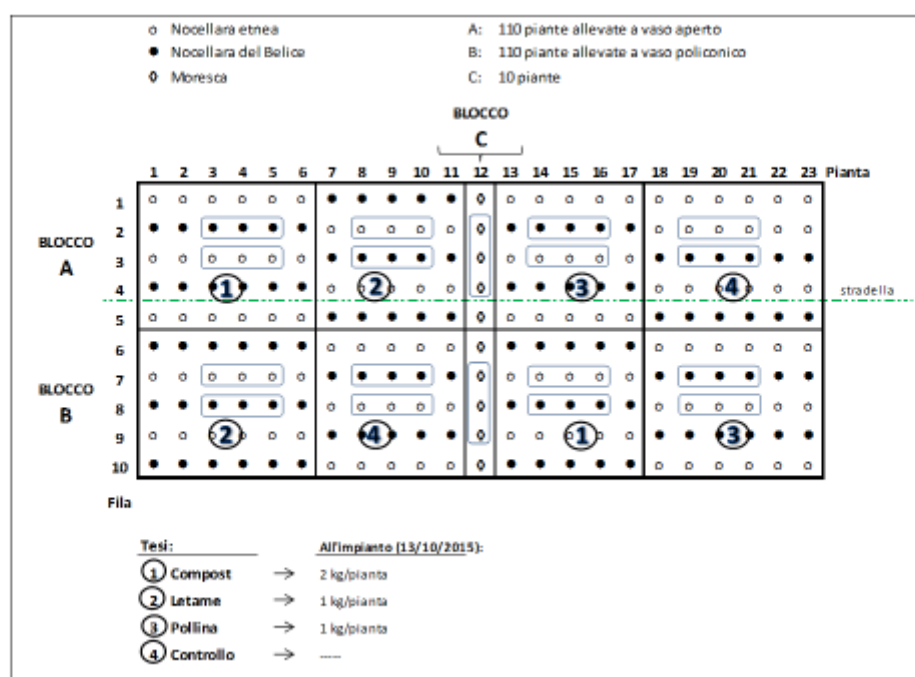 o Nocellara etnea A: 110 piante allevate a vaso aperto
● Nocellara del Belice B: 110 piante allevate a vaso policonico
◊ Moresca C: 10 piante
BLOCCO
C
1 2 3 4 5 6 7 8 9 10 11 12 13 14 15 16 17 18 19 20 21 22 23 Pianta
1
2
BLOCCO
A
3
4 1 2 3 4 stradella
5
6
7
BLOCCO
B
8
9 2 4 1 3
10
Fila
Tesi: All'impianto (13/10/2015):
1 Compost → 2 kg/pianta
2 Letame → 1 kg/pianta
3 Pollina → 1 kg/pianta
4 Controllo → -----